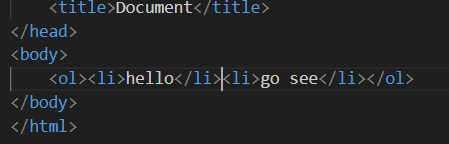 <title>Document</title>
</head>
<body>
<ol><li>hello</li><li>go see</li></ol>
</body>
</html>